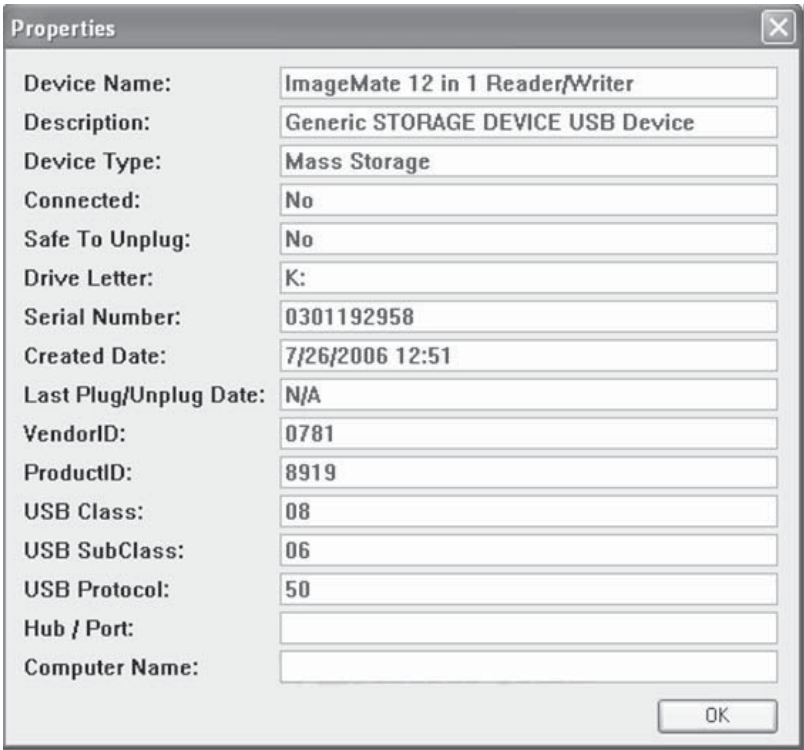 Properties
Device Name: ImageMate 12 in 1 Reader/Writer
Description: Generic STORAGE DEVICE USB Device
Device Type: Mass Storage
Connected: No
Safe To Unplug: No
Drive Letter: K:
Serial Number: 0301192958
Created Date: 7/26/2006 12:51
Last Plug/Unplug Date: N/A
VendorID: 0781
ProductID: 8919
USB Class: 08
USB SubClass: 06
USB Protocol: 50
Hub / Port:
Computer Name:
OK